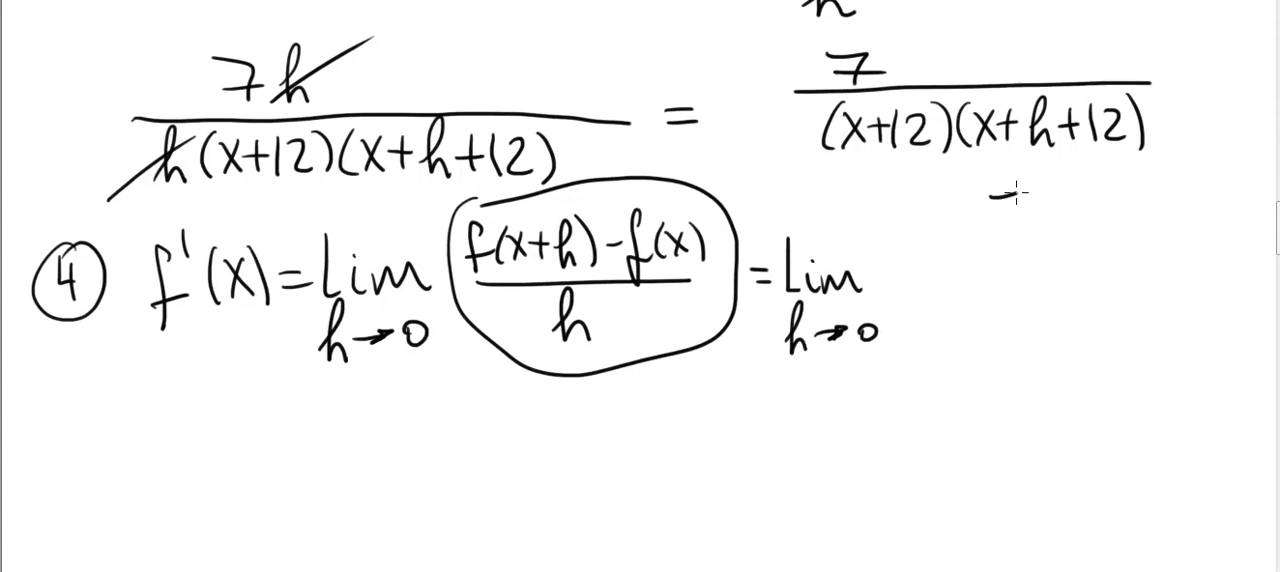 h
7h / h(x+12)(x+h+12) = 7 / (x+12)(x+h+12)
④ f'(x) = Lim h→0 f(x+h)-f(x) / h = Lim h→0